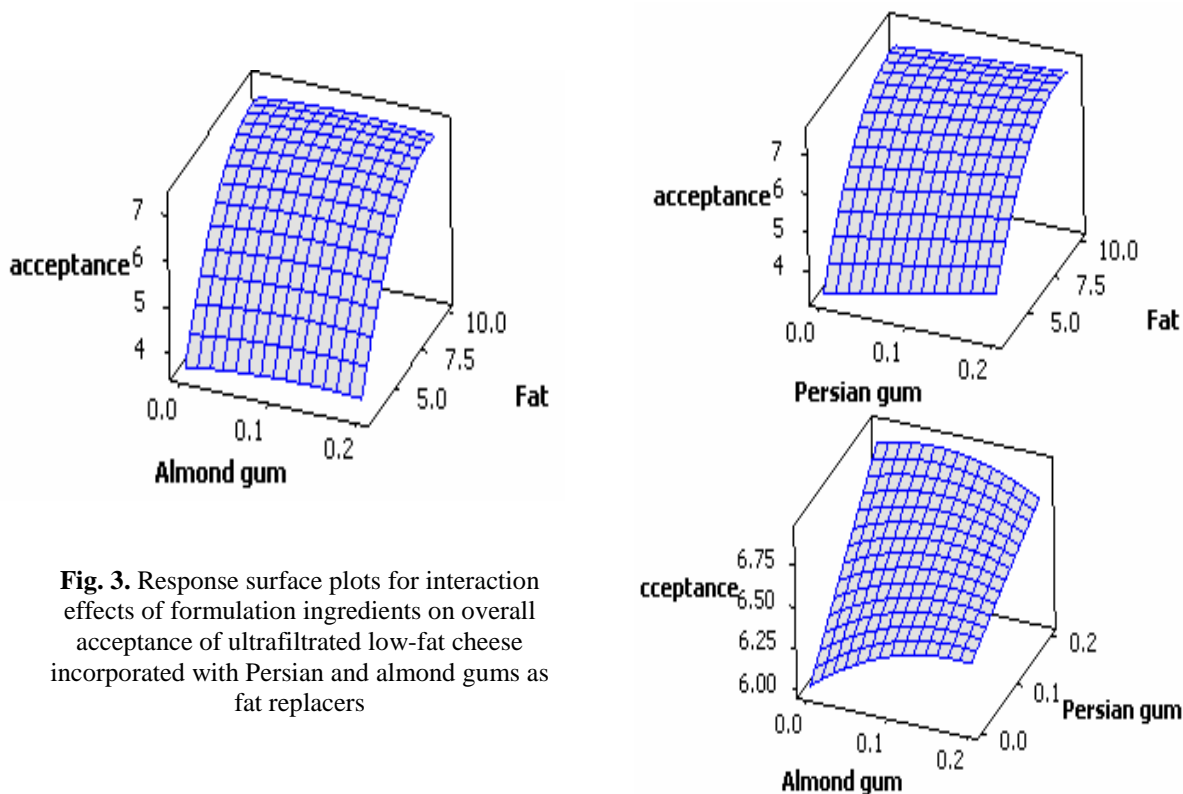 7
6
5
4
acceptance
0.0
0.1
0.2
Almond gum
5.0
7.5
10.0
Fat
7
6
5
4
acceptance
0.0
0.1
0.2
Persian gum
5.0
7.5
10.0
Fat
6.75
6.50
6.25
6.00
cceptance
0.0
0.1
0.2
Almond gum
0.0
0.1
0.2
Persian gum
Fig. 3. Response surface plots for interaction
effects of formulation ingredients on overall
acceptance of ultrafiltrated low-fat cheese
incorporated with Persian and almond gums as
fat replacers